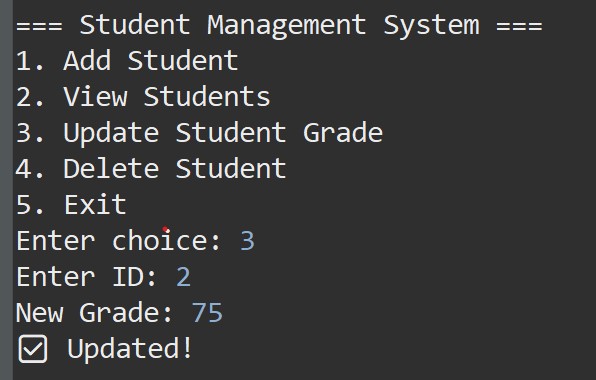 === Student Management System ===
1. Add Student
2. View Students
3. Update Student Grade
4. Delete Student
5. Exit
Enter choice: 3
Enter ID: 2
New Grade: 75
☑ Updated!